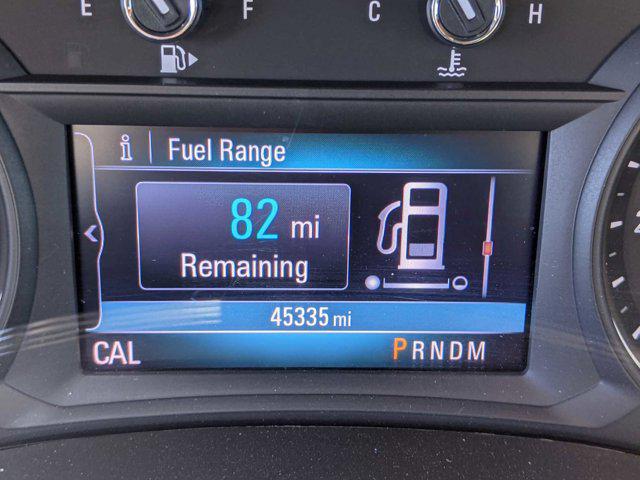 E F C H
i Fuel Range
82 mi
Remaining
45335 mi
CAL PRNDM